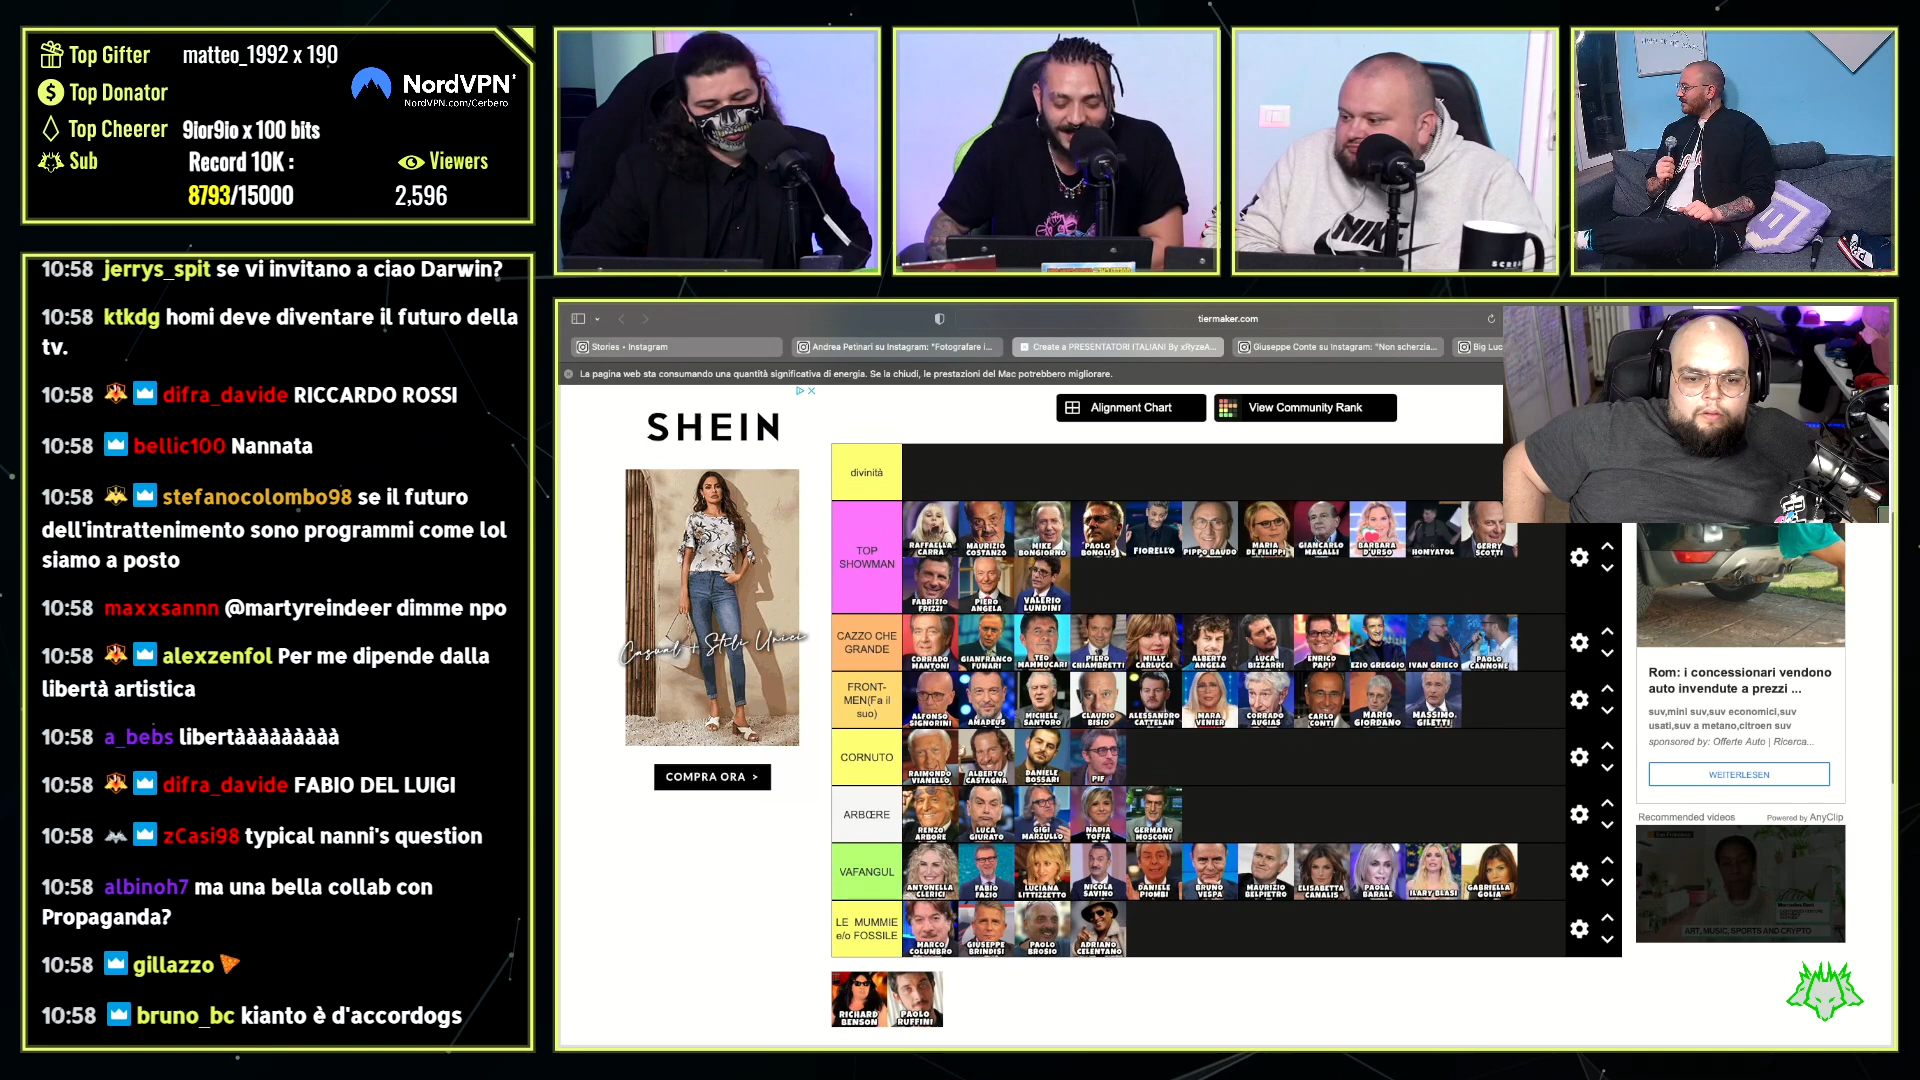 Top Gifter matteo_1992 x 190
Top Donator
Top Cheerer 9ior9io x 100 bits
Sub Record 10K :
8793/15000
Viewers
2,596
NordVPN
NordVPN.com/Cerbero
10:58 jerrys_spit se vi invitano a ciao Darwin?
10:58 ktkdg homi deve diventare il futuro della
tv.
10:58 difra_davide RICCARDO ROSSI
10:58 bellic100 Nannata
10:58 stefanocolombo98 se il futuro
dell'intrattenimento sono programmi come lol
siamo a posto
10:58 maxxsannn @martyreindeer dimme npo
10:58 alexzenfol Per me dipende dalla
libertà artistica
10:58 a_bebs libertààààààààà
10:58 difra_davide FABIO DEL LUIGI
10:58 zCasi98 typical nanni's question
10:58 albinoh7 ma una bella collab con
Propaganda?
10:58 gillazzo
10:58 bruno_bc kianto è d'accordogs
NIKE
tiermaker.com
Stories • Instagram
Andrea Petinari su Instagram: "Fotografare i...
Create a PRESENTATORI ITALIANI By xRyzeA...
Giuseppe Conte su Instagram: "Non scherzia...
Big Luc
La pagina web sta consumando una quantità significativa di energia. Se la chiudi, le prestazioni del Mac potrebbero migliorare.
SHEIN
Casual + Stili Unici
COMPRA ORA >
Alignment Chart
View Community Rank
divinità
TOP
SHOWMAN
RAFFAELLA CARRÀ
MAURIZIO COSTANZO
MIKE BONGIORNO
PAOLO BONOLIS
FIORELLO
PIPPO BAUDO
MARIA DE FILIPPI
GIANCARLO MAGALLI
BARBARA D'URSO
HOMYATOL
GERRY SCOTTI
FABRIZIO FRIZZI
PIERO ANGELA
VALERIO LUNDINI
CAZZO CHE
GRANDE
CORRADO MANTONI
GIANFRANCO FUNARI
TEO MAMMUCARI
PIERO CHIAMBRETTI
MILLY CARLUCCI
ALBERTO ANGELA
LUCA BIZZARRI
ENRICO PAPI
EZIO GREGGIO
IVAN GRIECO
PAOLO CANNONE
FRONT-
MEN(Fa il
suo)
ALFONSO SIGNORINI
AMADEUS
MICHELE SANTORO
CLAUDIO BISIO
ALESSANDRO CATTELAN
MARA VENIER
CORRADO AUGIAS
CARLO CONTI
MARIO GIORDANO
MASSIMO GILETTI
CORNUTO
RAIMONDO VIANELLO
ALBERTO CASTAGNA
DANIELE BOSSARI
PIF
ARBŒRE
RENZO ARBORE
LUCA GIURATO
GIGI MARZULLO
NADIA TOFFA
GERMANO MOSCONI
VAFANGUL
ANTONELLA CLERICI
FABIO FAZIO
LUCIANA LITTIZZETTO
NICOLA SAVINO
DANIELE PIOMBI
BRUNO VESPA
MAURIZIO BELPIETRO
ELISABETTA CANALIS
PAOLA BARALE
ILARY BLASI
GABRIELLA GOLIA
LE MUMMIE
e/o FOSSILE
MARCO COLUMBRO
GIUSEPPE BRINDISI
PAOLO BROSIO
ADRIANO CELENTANO
RICHARD BENSON
PAOLO RUFFINI
Rom: i concessionari vendono
auto invendute a prezzi ...
suv,mini suv,suv economici,suv
usati,suv a metano,citroen suv
sponsored by: Offerte Auto | Ricerca...
WEITERLESEN
Recommended videos
Powered by AnyClip
ART, MUSIC, SPORTS AND CRYPTO